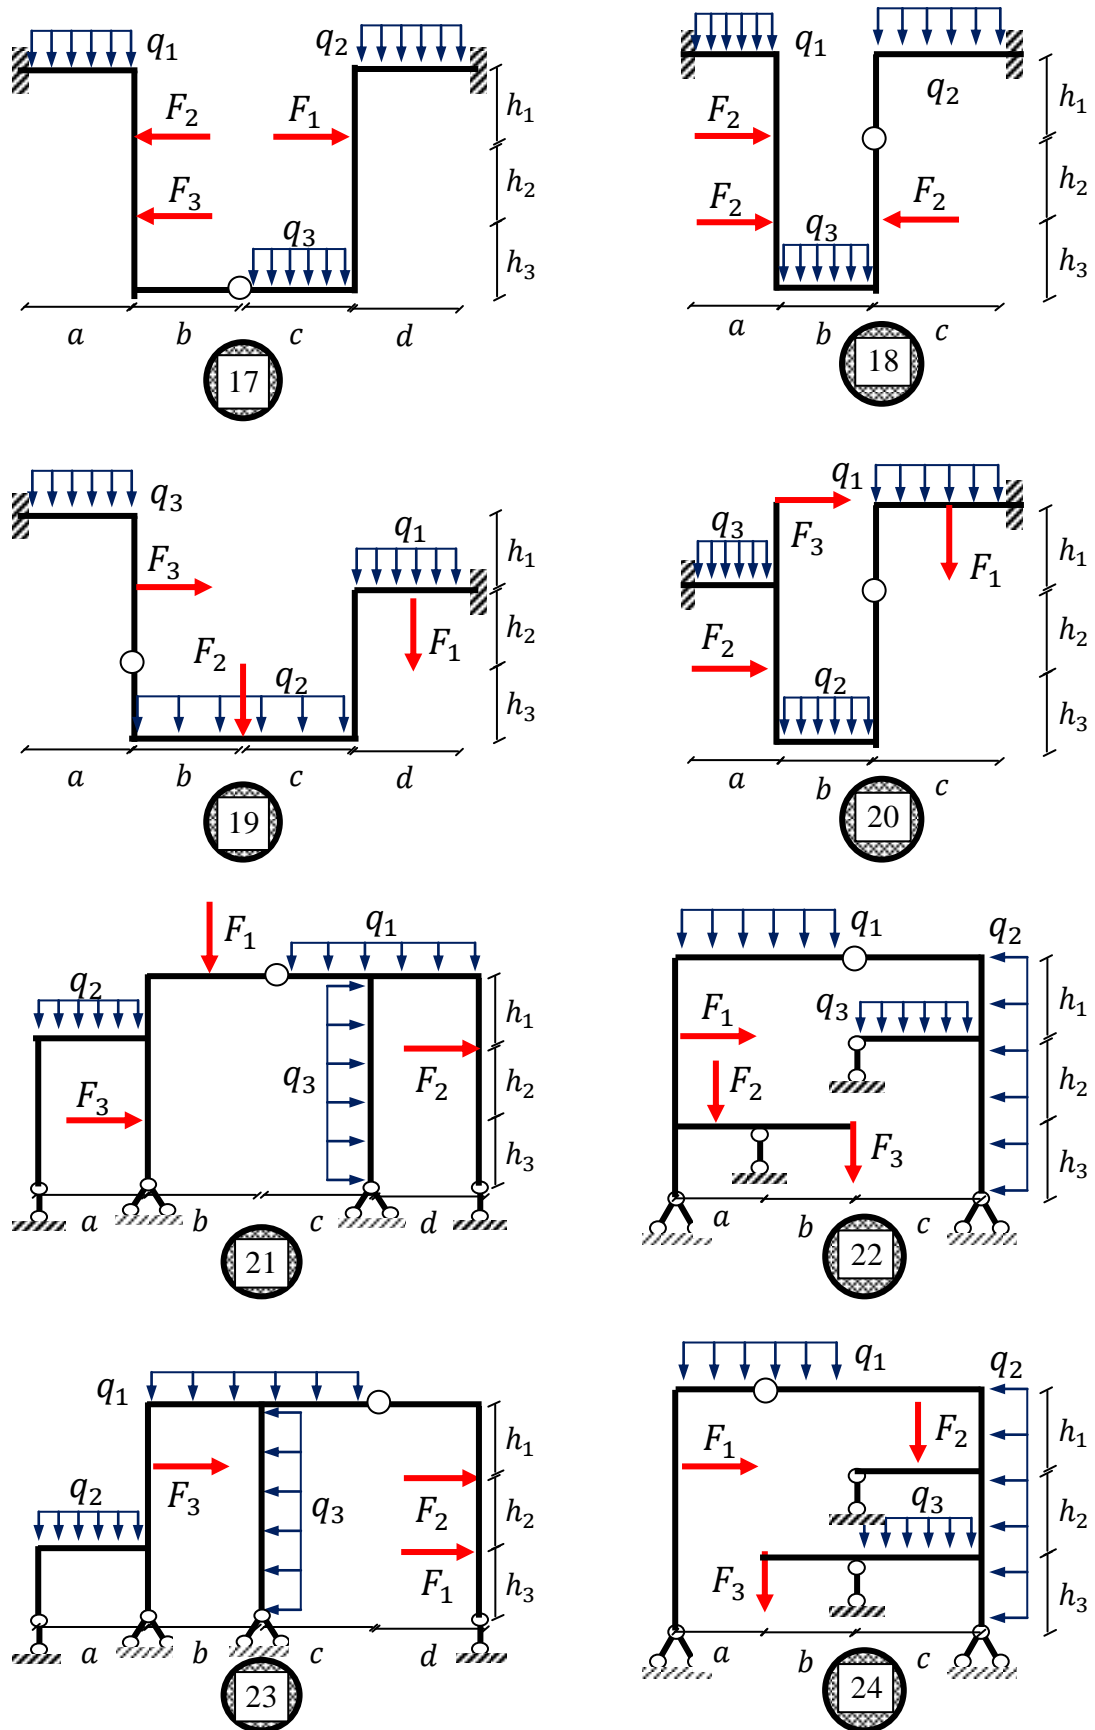 q₁ q₂
F₂ F₁ h₁
F₃ h₂
q₃ h₃
a b c d
17
q₁ q₂
F₂ h₁
F₂ F₂ h₂
q₃ h₃
a b c
18
q₃ q₁ h₁
F₃ F₁ h₂
F₂ q₂ h₃
a b c d
19
q₁
q₃ F₃ F₁ h₁
F₂ h₂
q₂ h₃
a b c
20
F₁ q₁
q₂ h₁
F₃ q₃ F₂ h₂
h₃
a b c d
21
q₁ q₂
F₁ q₃ h₁
F₂ h₂
F₃ h₃
a b c
22
q₁
F₃ h₁
q₂ q₃ F₂ h₂
F₁ h₃
a b c d
23
q₁ q₂
F₁ F₂ h₁
q₃ h₂
F₃ h₃
a b c
24